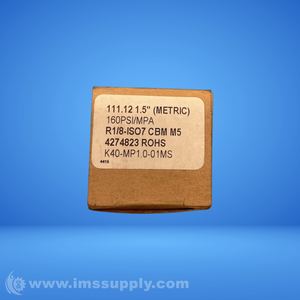 111.12 1.5" (METRIC)
160PSI/MPA
R1/8-ISO7 CBM M5
4274823 ROHS
K40-MP1.0-01MS
4415
© www.imssupply.com